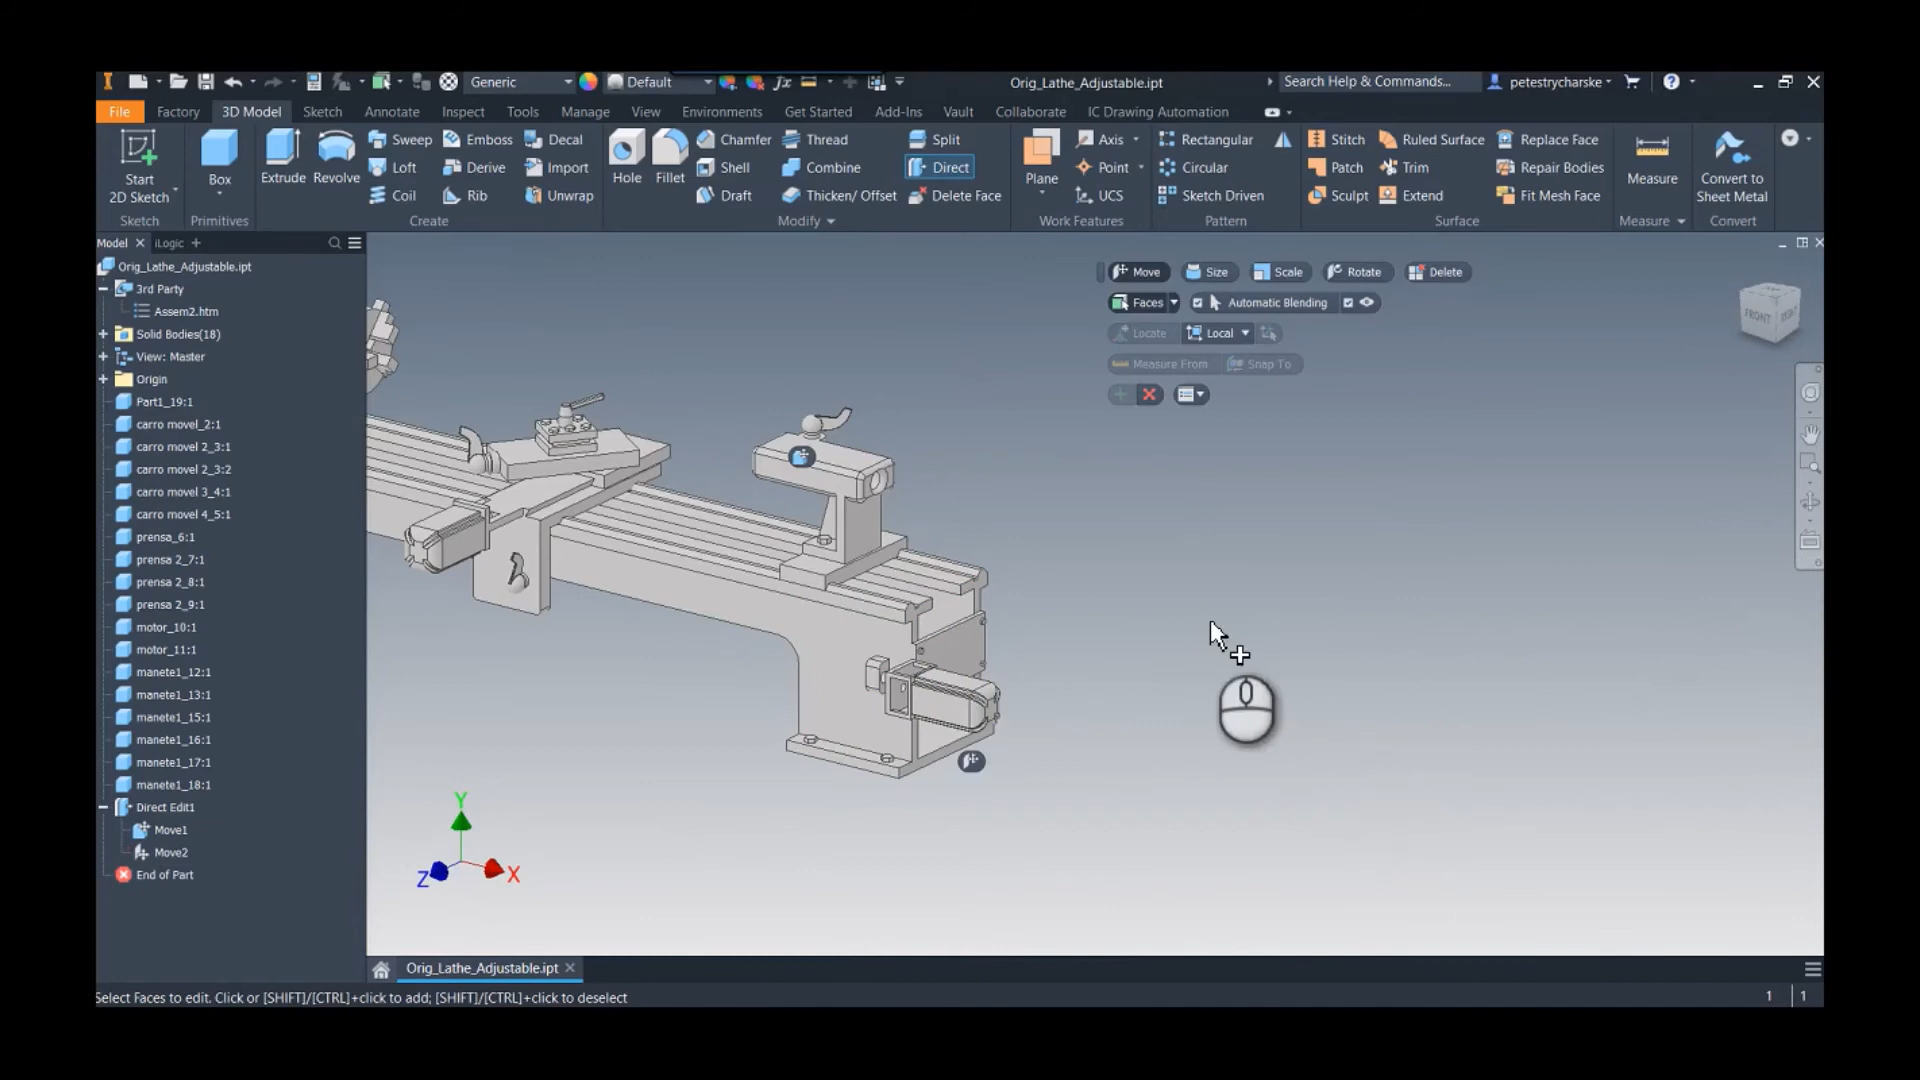 Generic Default Orig_Lathe_Adjustable.ipt Search Help & Commands... petestrycharske
File Factory 3D Model Sketch Annotate Inspect Tools Manage View Environments Get Started Add-Ins Vault Collaborate IC Drawing Automation
Sweep Emboss Decal Chamfer Thread Split Axis Rectangular Stitch Ruled Surface Replace Face
Start 2D Sketch Box Extrude Revolve Loft Derive Import Hole Fillet Shell Combine Direct Plane Point Circular Patch Trim Repair Bodies Measure Convert to Sheet Metal
Coil Rib Unwrap Draft Thicken/ Offset Delete Face UCS Sketch Driven Sculpt Extend Fit Mesh Face
Sketch Primitives Create Modify Work Features Pattern Surface Measure Convert
Model iLogic +
Orig_Lathe_Adjustable.ipt
3rd Party
Assem2.htm
Solid Bodies(18)
View: Master
Origin
Part1_19:1
carro movel_2:1
carro movel 2_3:1
carro movel 2_3:2
carro movel 3_4:1
carro movel 4_5:1
prensa_6:1
prensa 2_7:1
prensa 2_8:1
prensa 2_9:1
motor_10:1
motor_11:1
manete1_12:1
manete1_13:1
manete1_15:1
manete1_16:1
manete1_17:1
manete1_18:1
Direct Edit1
Move1
Move2
End of Part
Move Size Scale Rotate Delete
Faces Automatic Blending
Locate Local
Measure From Snap To
FRONT RIGHT
Y
Z X
Orig_Lathe_Adjustable.ipt
Select Faces to edit. Click or [SHIFT]/[CTRL]+click to add; [SHIFT]/[CTRL]+click to deselect 1 1